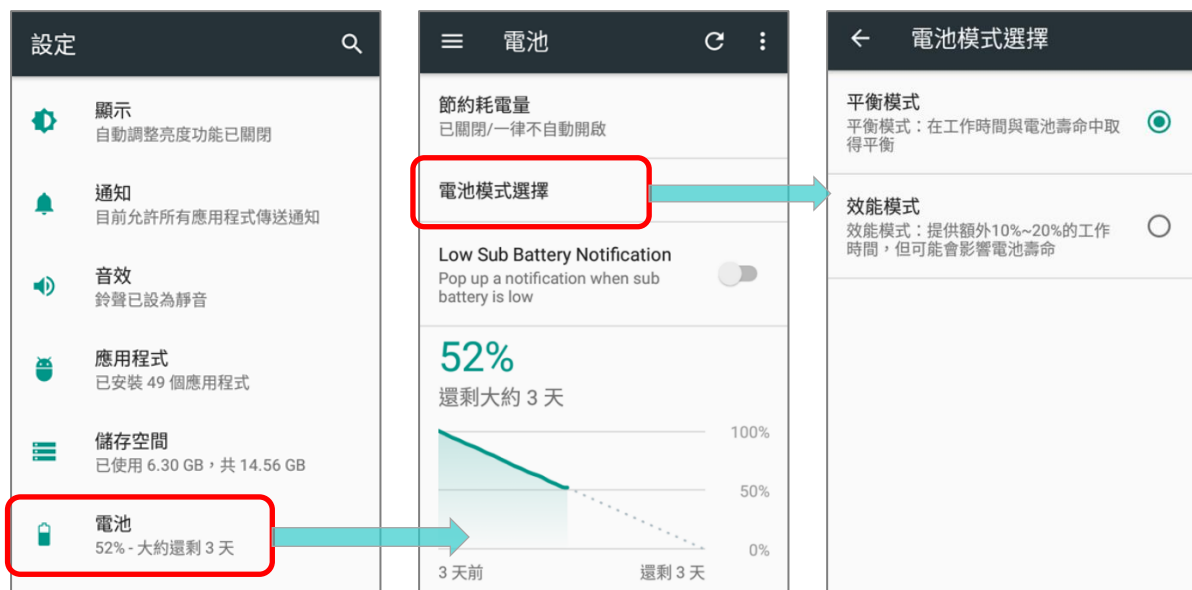 設定
顯示
自動調整亮度功能已關閉
通知
目前允許所有應用程式傳送通知
音效
鈴聲已設為靜音
應用程式
已安裝 49 個應用程式
儲存空間
已使用 6.30 GB，共 14.56 GB
電池
52% - 大約還剩 3 天
電池
節約耗電量
已關閉/一律不自動開啟
電池模式選擇
Low Sub Battery Notification
Pop up a notification when sub
battery is low
52%
還剩大約 3 天
100%
50%
0%
3 天前
還剩 3 天
電池模式選擇
平衡模式
平衡模式：在工作時間與電池壽命中取
得平衡
效能模式
效能模式：提供額外10%~20%的工作
時間，但可能會影響電池壽命